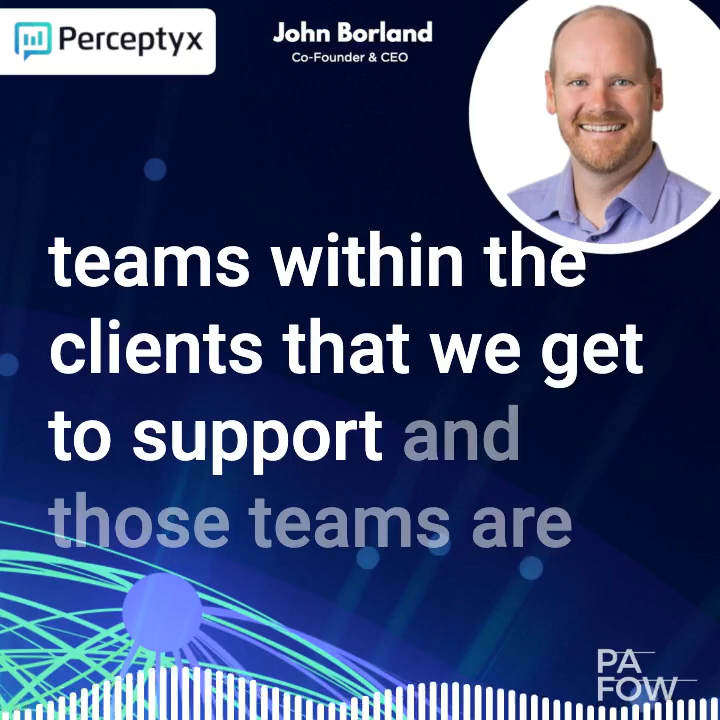 Perceptyx
John Borland
Co-Founder & CEO
teams within the
clients that we get
to support and
those teams are
PA
FOW